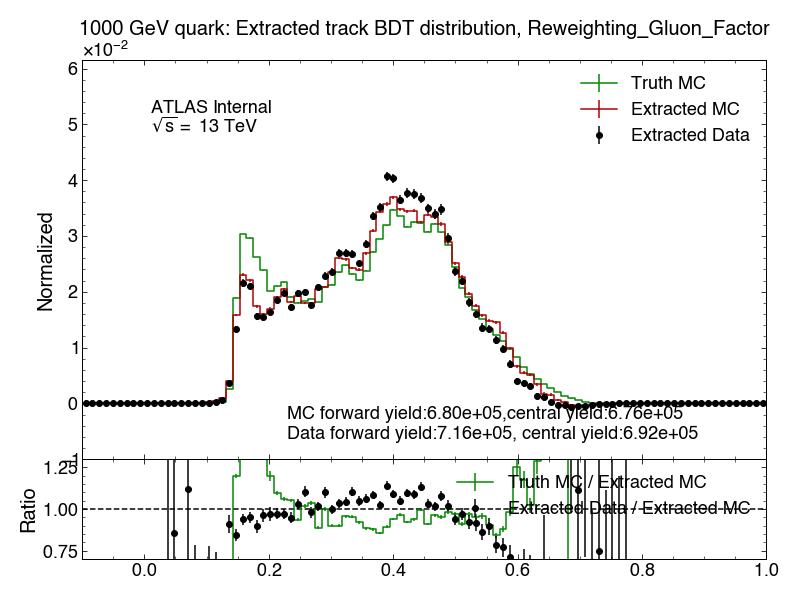 1000 GeV quark: Extracted track BDT distribution, Reweighting_Gluon_Factor
×10−2
6
5
4
3
2
1
0
1
Normalized
ATLAS Internal
√s = 13 TeV
Truth MC
Extracted MC
Extracted Data
MC forward yield:6.80e+05,central yield:6.76e+05
Data forward yield:7.16e+05, central yield:6.92e+05
1.25
1.00
0.75
Ratio
Truth MC / Extracted MC
Extracted Data / Extracted MC
0.0 0.2 0.4 0.6 0.8 1.0